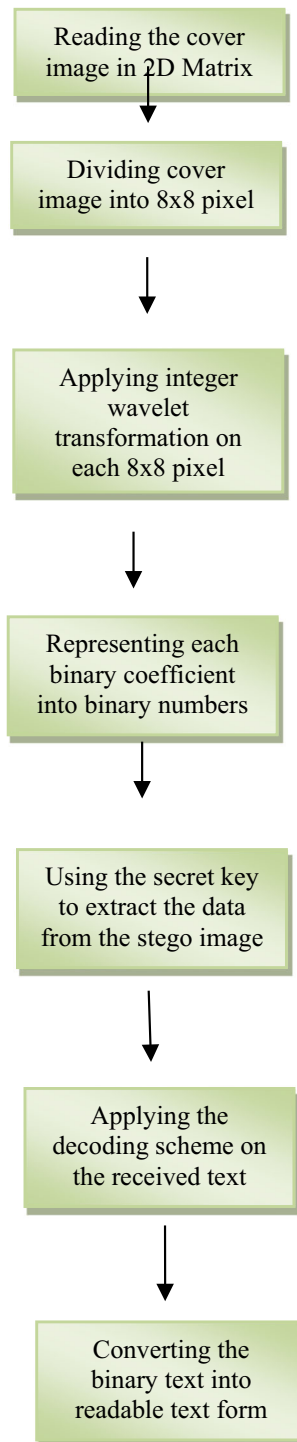 Reading the cover
image in 2D Matrix
Dividing cover
image into 8x8 pixel
Applying integer
wavelet
transformation on
each 8x8 pixel
Representing each
binary coefficient
into binary numbers
Using the secret key
to extract the data
from the stego image
Applying the
decoding scheme on
the received text
Converting the
binary text into
readable text form